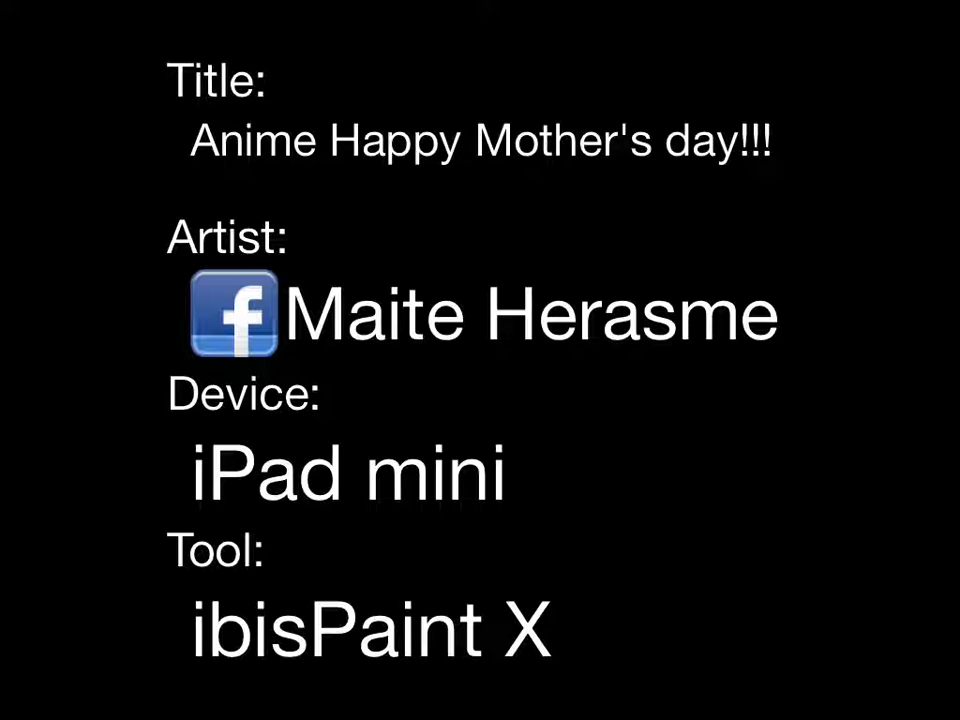 Title:
Anime Happy Mother's day!!!
Artist:
f Maite Herasme
Device:
iPad mini
Tool:
ibisPaint X